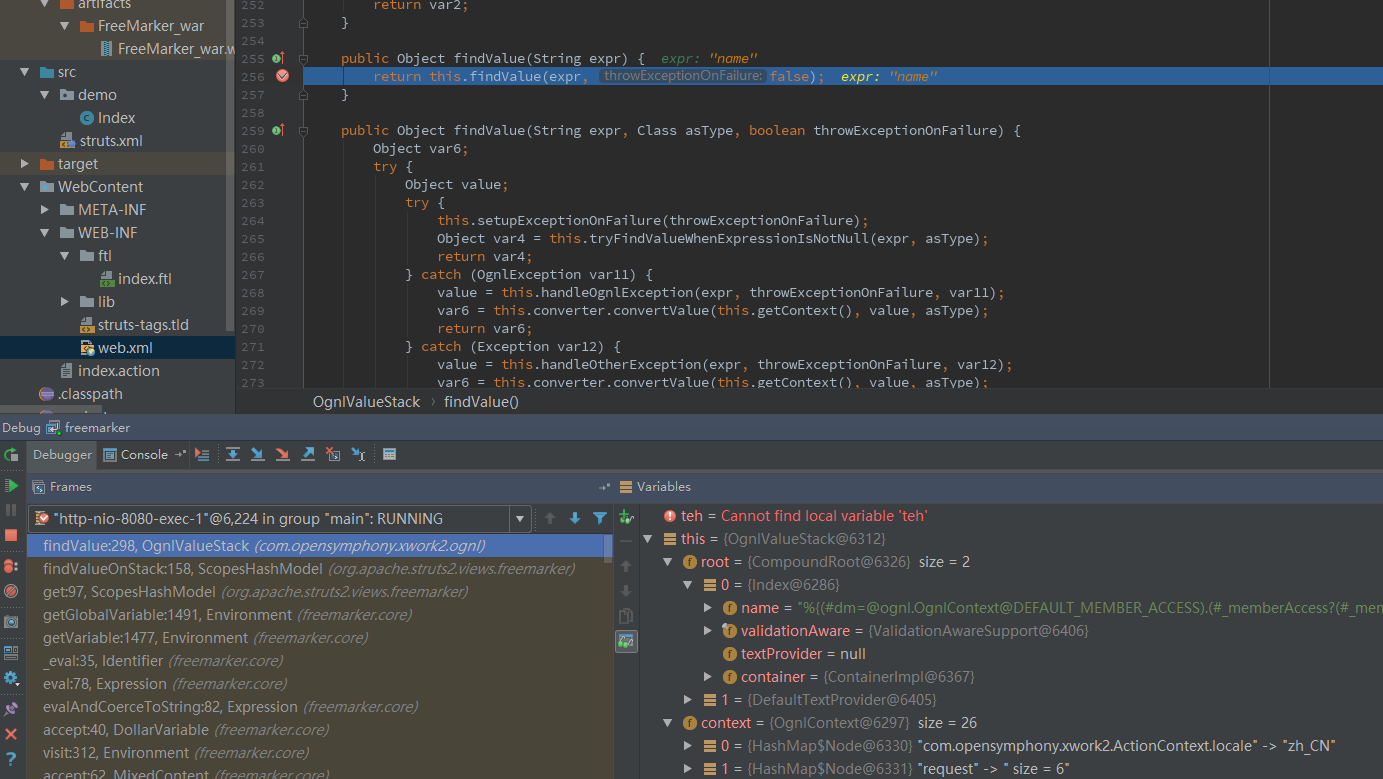 artifacts
FreeMarker_war
FreeMarker_war.w
src
demo
Index
struts.xml
target
WebContent
META-INF
WEB-INF
ftl
index.ftl
lib
struts-tags.tld
web.xml
index.action
.classpath
252 return var2;
253 }
254
255 public Object findValue(String expr) { expr: "name"
256 return this.findValue(expr, throwExceptionOnFailure: false); expr: "name"
257 }
258
259 public Object findValue(String expr, Class asType, boolean throwExceptionOnFailure) {
260 Object var6;
261 try {
262 Object value;
263 try {
264 this.setupExceptionOnFailure(throwExceptionOnFailure);
265 Object var4 = this.tryFindValueWhenExpressionIsNotNull(expr, asType);
266 return var4;
267 } catch (OgnlException var11) {
268 value = this.handleOgnlException(expr, throwExceptionOnFailure, var11);
269 var6 = this.converter.convertValue(this.getContext(), value, asType);
270 return var6;
271 } catch (Exception var12) {
272 value = this.handleOtherException(expr, throwExceptionOnFailure, var12);
273 var6 = this.converter.convertValue(this.getContext(), value, asType);
OgnlValueStack › findValue()
Debug freemarker
Debugger Console
Frames
"http-nio-8080-exec-1"@6,224 in group "main": RUNNING
findValue:298, OgnlValueStack (com.opensymphony.xwork2.ognl)
findValueOnStack:158, ScopesHashModel (org.apache.struts2.views.freemarker)
get:97, ScopesHashModel (org.apache.struts2.views.freemarker)
getGlobalVariable:1491, Environment (freemarker.core)
getVariable:1477, Environment (freemarker.core)
_eval:35, Identifier (freemarker.core)
eval:78, Expression (freemarker.core)
evalAndCoerceToString:82, Expression (freemarker.core)
accept:40, DollarVariable (freemarker.core)
visit:312, Environment (freemarker.core)
accept:62, MixedContent (freemarker.core)
Variables
teh = Cannot find local variable 'teh'
this = {OgnlValueStack@6312}
root = {CompoundRoot@6326} size = 2
0 = {Index@6286}
name = "%{(#dm=@ognl.OgnlContext@DEFAULT_MEMBER_ACCESS).(#_memberAccess?(#_mem
validationAware = {ValidationAwareSupport@6406}
textProvider = null
container = {ContainerImpl@6367}
1 = {DefaultTextProvider@6405}
context = {OgnlContext@6297} size = 26
0 = {HashMap$Node@6330} "com.opensymphony.xwork2.ActionContext.locale" -> "zh_CN"
1 = {HashMap$Node@6331} "request" -> " size = 6"